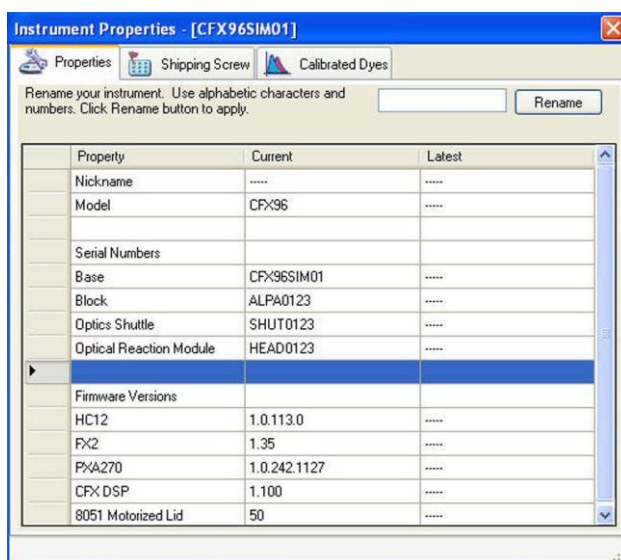 Instrument Properties - [CFX96SIM01]
Properties Shipping Screw Calibrated Dyes
Rename your instrument. Use alphabetic characters and
numbers. Click Rename button to apply.
Rename
Property Current Latest
Nickname ----- -----
Model CFX96 -----
Serial Numbers
Base CFX96SIM01 -----
Block ALPA0123 -----
Optics Shuttle SHUT0123 -----
Optical Reaction Module HEAD0123 -----
Firmware Versions
HC12 1.0.113.0 -----
FX2 1.35 -----
PXA270 1.0.242.1127 -----
CFX DSP 1.100 -----
8051 Motorized Lid 50 -----